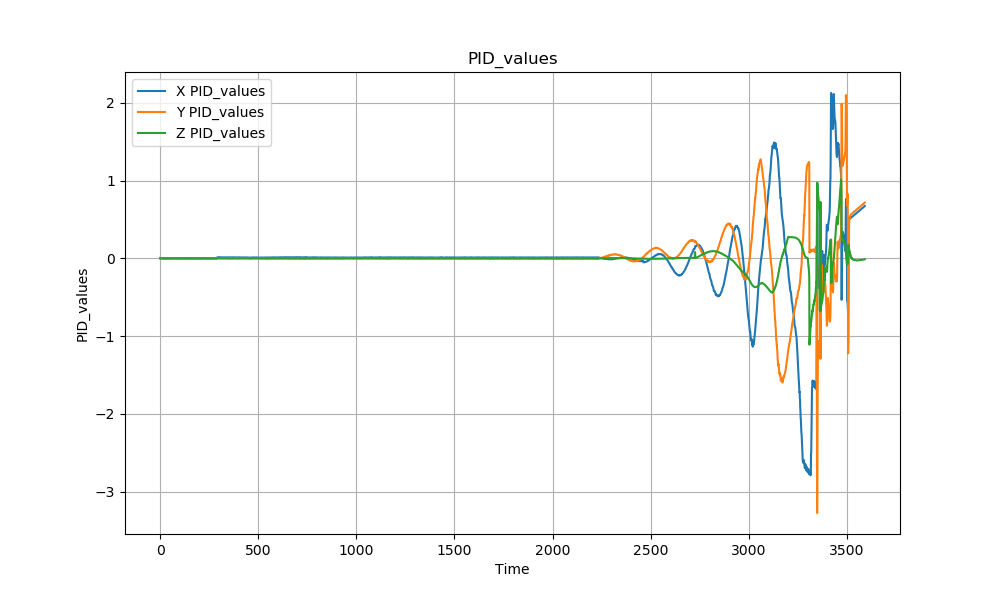 PID_values
X PID_values
Y PID_values
Z PID_values
PID_values
2
1
0
−1
−2
−3
0 500 1000 1500 2000 2500 3000 3500
Time